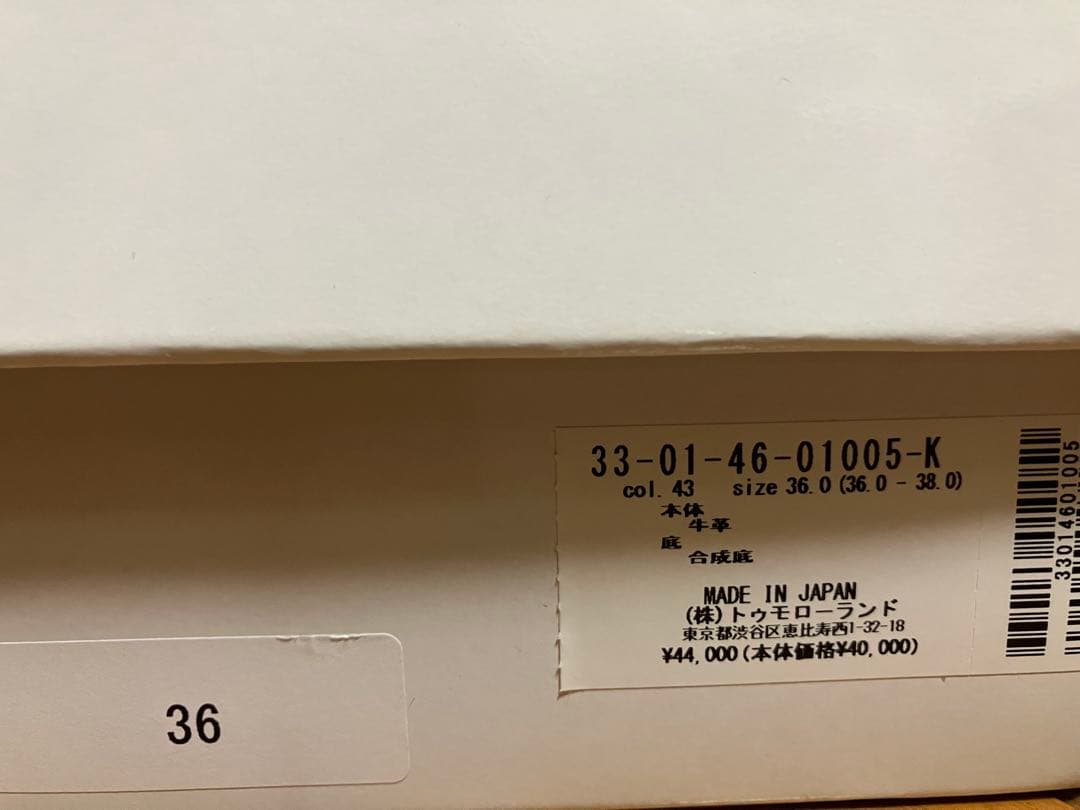 33-01-46-01005-K
col. 43 size 36.0 (36.0 - 38.0)
本体
牛革
底
合成底
MADE IN JAPAN
(株)トゥモローランド
東京都渋谷区恵比寿西1-32-18
¥44,000(本体価格¥40,000)
33014601005
36